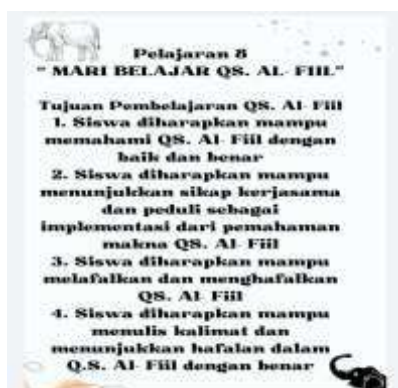 Pelajaran 8
" MARI BELAJAR QS. AL- FIIL"
Tujuan Pembelajaran QS. Al- Fiil
1. Siswa diharapkan mampu
memahami QS. Al- Fiil dengan
baik dan benar
2. Siswa diharapkan mampu
menunjukkan sikap kerjasama
dan peduli sebagai
implementasi dari pemahaman
makna QS. Al- Fiil
3. Siswa diharapkan mampu
melafalkan dan menghafalkan
QS. Al- Fiil
4. Siswa diharapkan mampu
menulis kalimat dan
menunjukkan hafalan dalam
Q.S. Al- Fiil dengan benar